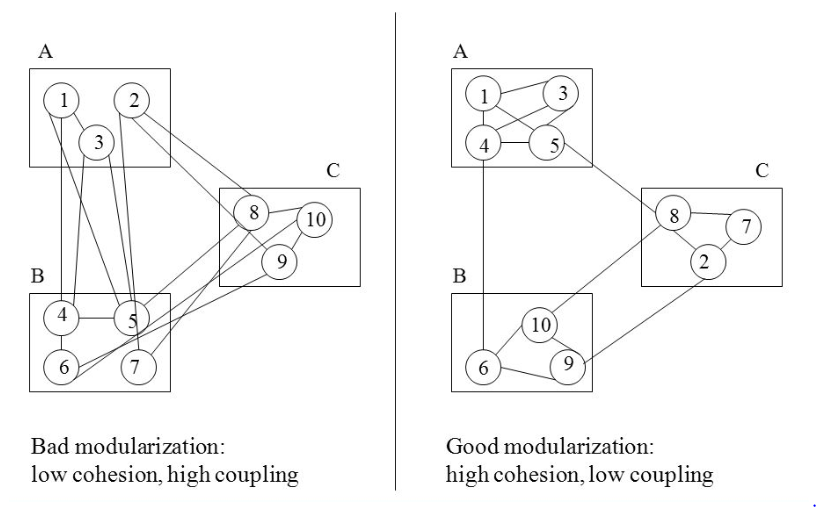 A
1
2
3
C
8
10
9
B
4
5
6
7
Bad modularization:
low cohesion, high coupling
A
1
3
4
5
C
8
7
2
B
10
6
9
Good modularization:
high cohesion, low coupling